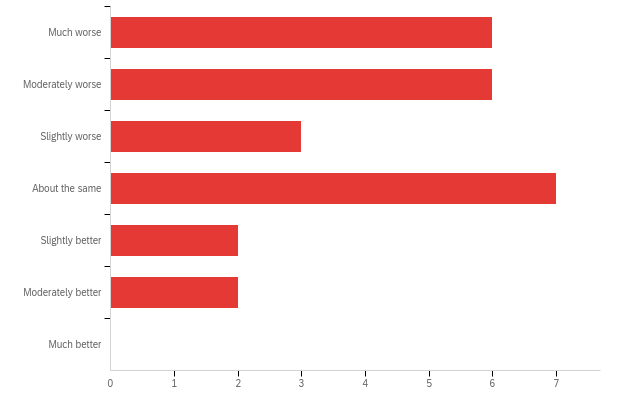 Much worse
Moderately worse
Slightly worse
About the same
Slightly better
Moderately better
Much better
0 1 2 3 4 5 6 7